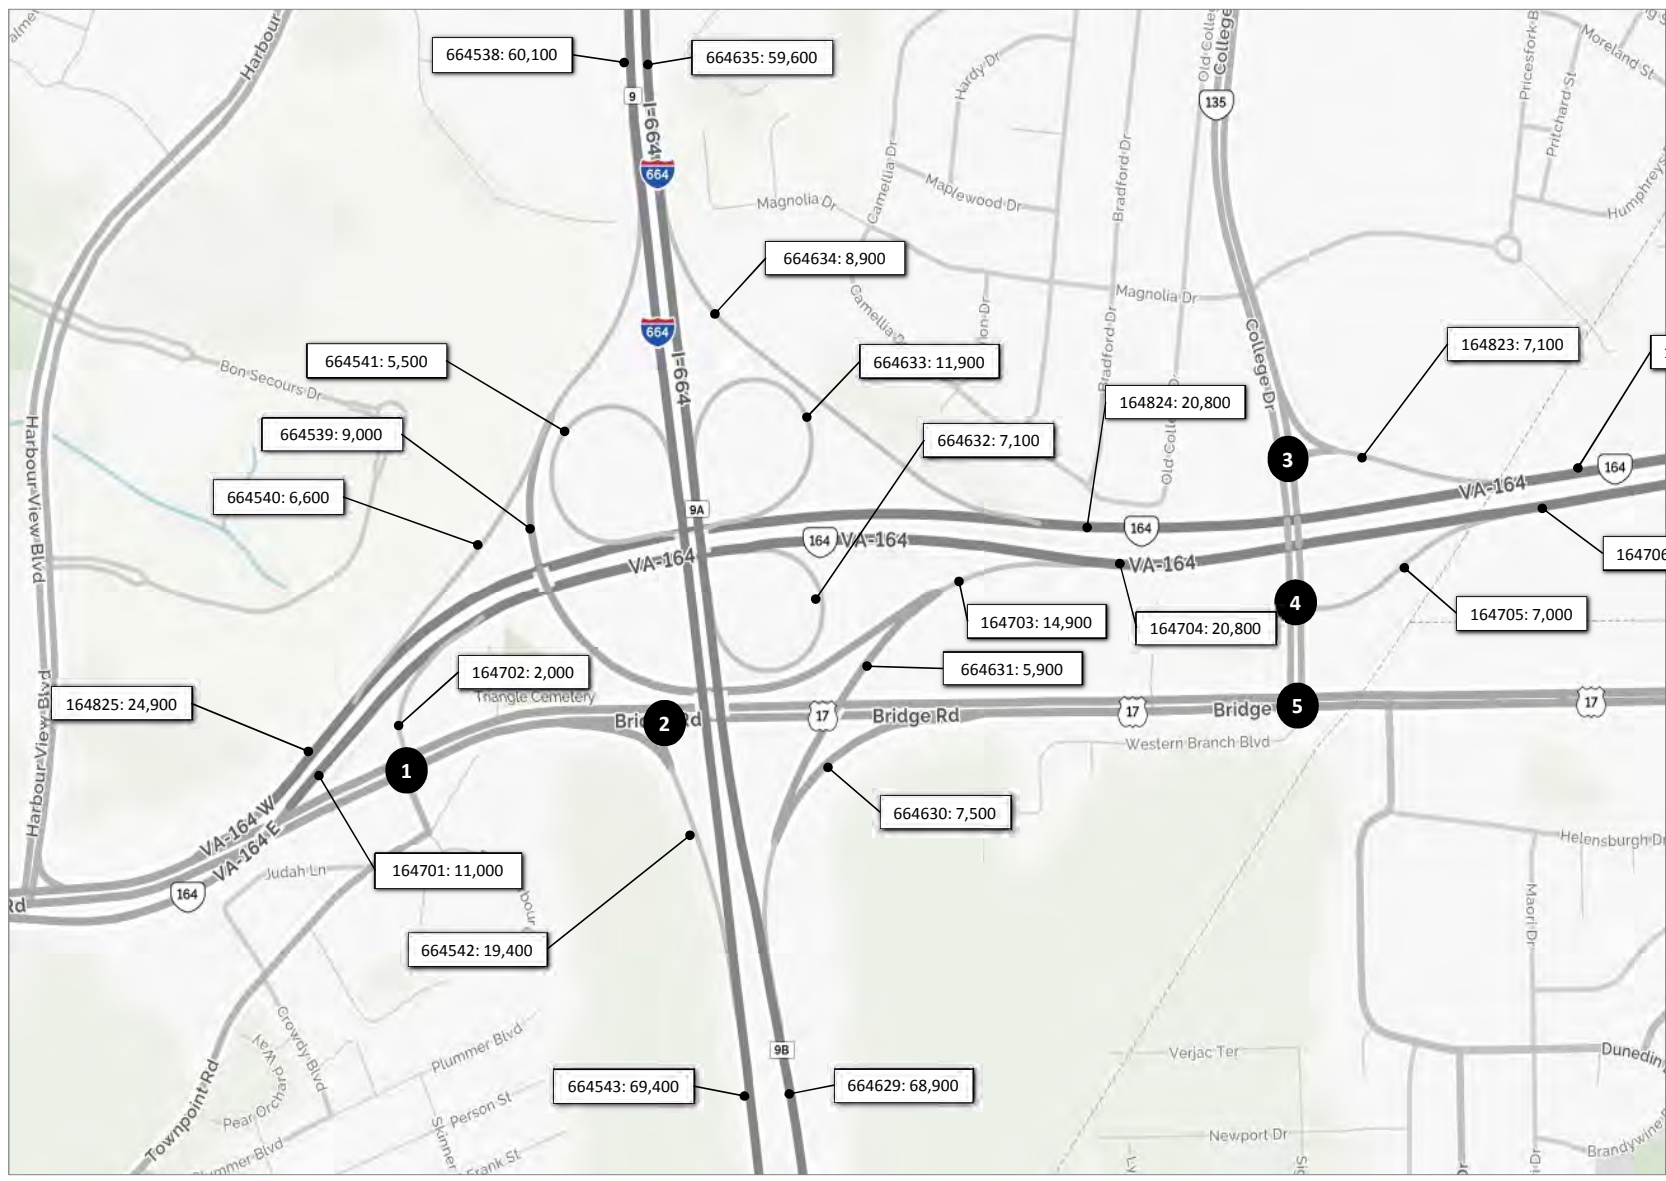 Harbour
College
Old College
Moreland St
Pricesfork B
Pritchard St
664538: 60,100
664635: 59,600
9
I-664
135
Hardy Dr
664
Camellia Dr
Bradford Dr
Maplewood Dr
Magnolia Dr
Humphreys
664634: 8,900
664
Camellia D
Magnolia Dr
Bradford Dr
College Dr
164823: 7,100
664541: 5,500
I-664
664633: 11,900
Bon Secours Dr
164824: 20,800
664539: 9,000
664632: 7,100
Harbour View Blvd
3
164
VA-164
664540: 6,600
9A
164
VA-164
164
VA-164
VA-164
164706
4
164703: 14,900
164704: 20,800
164705: 7,000
664631: 5,900
164702: 2,000
Triangle Cemetery
164825: 24,900
Harbour View Blvd
2
17
Bridge Rd
17
Bridge
5
17
1
Western Branch Blvd
664630: 7,500
VA-164 W
VA-164 E
Judah Ln
164701: 11,000
Helensburgh Dr
164
Rd
Maori Dr
664542: 19,400
Crowdy Blvd
Plummer Blvd
9B
Verjac Ter
Dunedin
664543: 69,400
664629: 68,900
Townpoint Rd
Pear Orchard Way
Person St
Skinner
Newport Dr
Brandywine
Plummer Blvd
Frank St